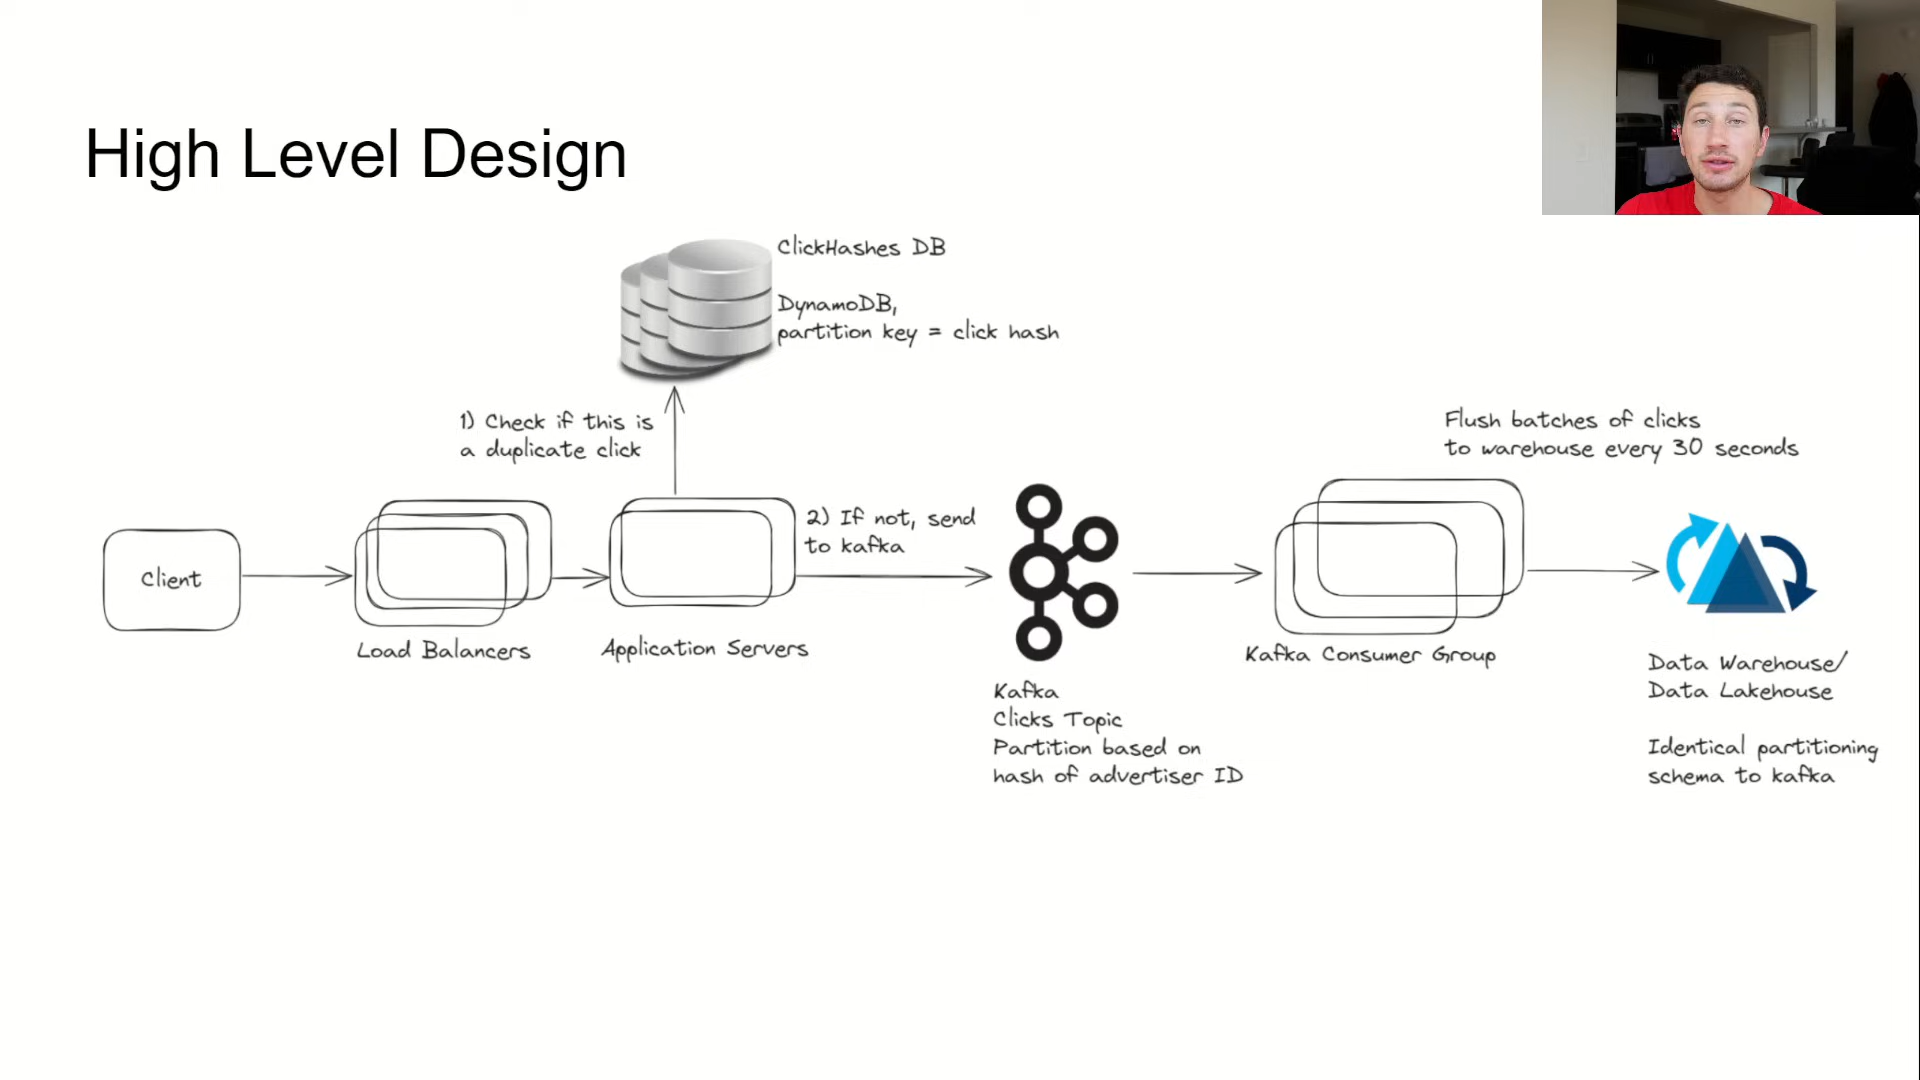 High Level Design
ClickHashes DB
DynamoDB,
partition key = click hash
1) Check if this is
a duplicate click
Flush batches of clicks
to warehouse every 30 seconds
2) If not, send
to kafka
Client
Load Balancers
Application Servers
Kafka Consumer Group
Kafka
Clicks Topic
Partition based on
hash of advertiser ID
Data Warehouse/
Data Lakehouse
Identical partitioning
schema to kafka